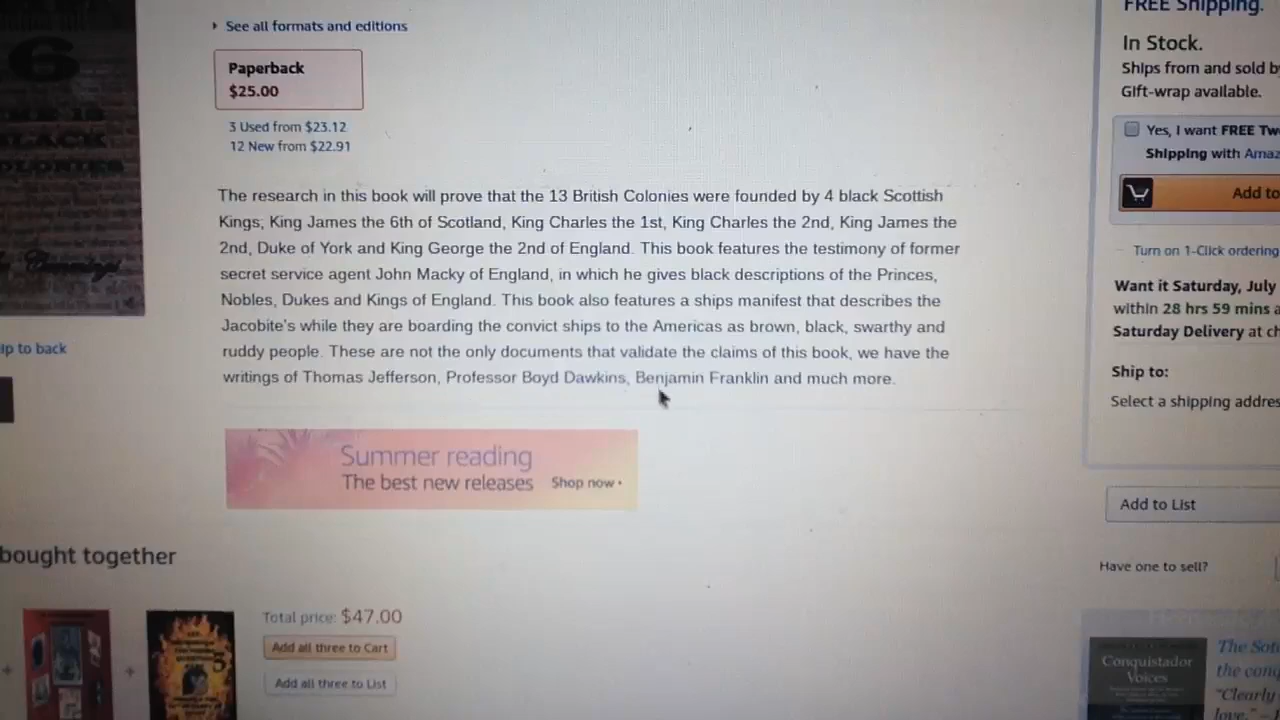 See all formats and editions
Paperback
$25.00
3 Used from $23.12
12 New from $22.91
The research in this book will prove that the 13 British Colonies were founded by 4 black Scottish
Kings; King James the 6th of Scotland, King Charles the 1st, King Charles the 2nd, King James the
2nd, Duke of York and King George the 2nd of England. This book features the testimony of former
secret service agent John Macky of England, in which he gives black descriptions of the Princes,
Nobles, Dukes and Kings of England. This book also features a ships manifest that describes the
Jacobite's while they are boarding the convict ships to the Americas as brown, black, swarthy and
ruddy people. These are not the only documents that validate the claims of this book, we have the
writings of Thomas Jefferson, Professor Boyd Dawkins, Benjamin Franklin and much more.
Summer reading
The best new releases Shop now
bought together
Total price: $47.00
Add all three to Cart
Add all three to List
6
ip to back
FREE Shipping.
In Stock.
Ships from and sold by
Gift-wrap available.
Yes, I want FREE Tw
Shipping with Amaz
Add to
Turn on 1-Click ordering
Want it Saturday, July
within 28 hrs 59 mins a
Saturday Delivery at ch
Ship to:
Select a shipping addres
Add to List
Have one to sell?
Conquistador
Voices
The Sot
the conq
"Clearly
love."